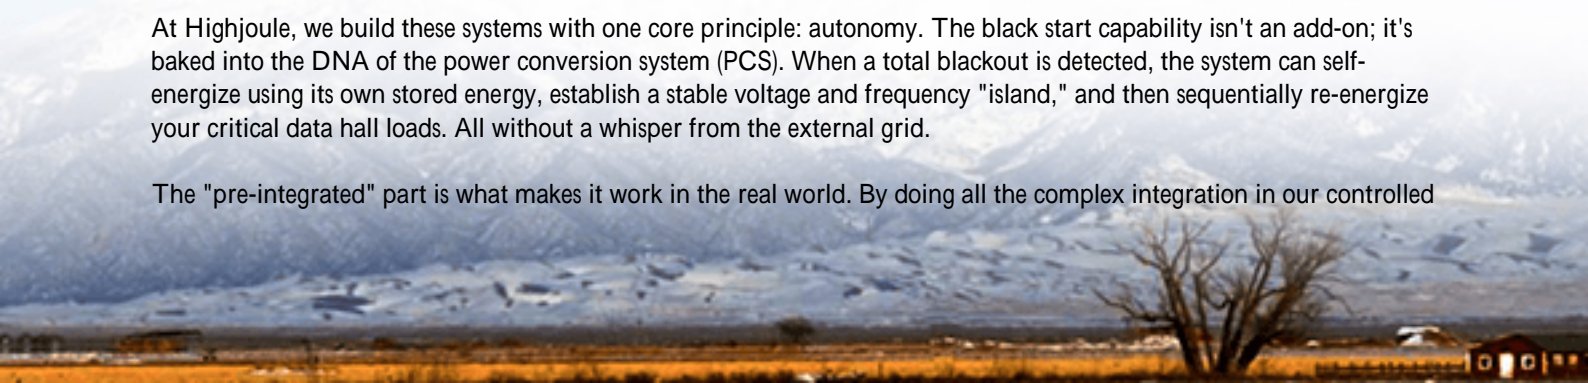 At Highjoule, we build these systems with one core principle: autonomy. The black start capability isn't an add-on; it's
baked into the DNA of the power conversion system (PCS). When a total blackout is detected, the system can self-
energize using its own stored energy, establish a stable voltage and frequency "island," and then sequentially re-energize
your critical data hall loads. All without a whisper from the external grid.
The "pre-integrated" part is what makes it work in the real world. By doing all the complex integration in our controlled